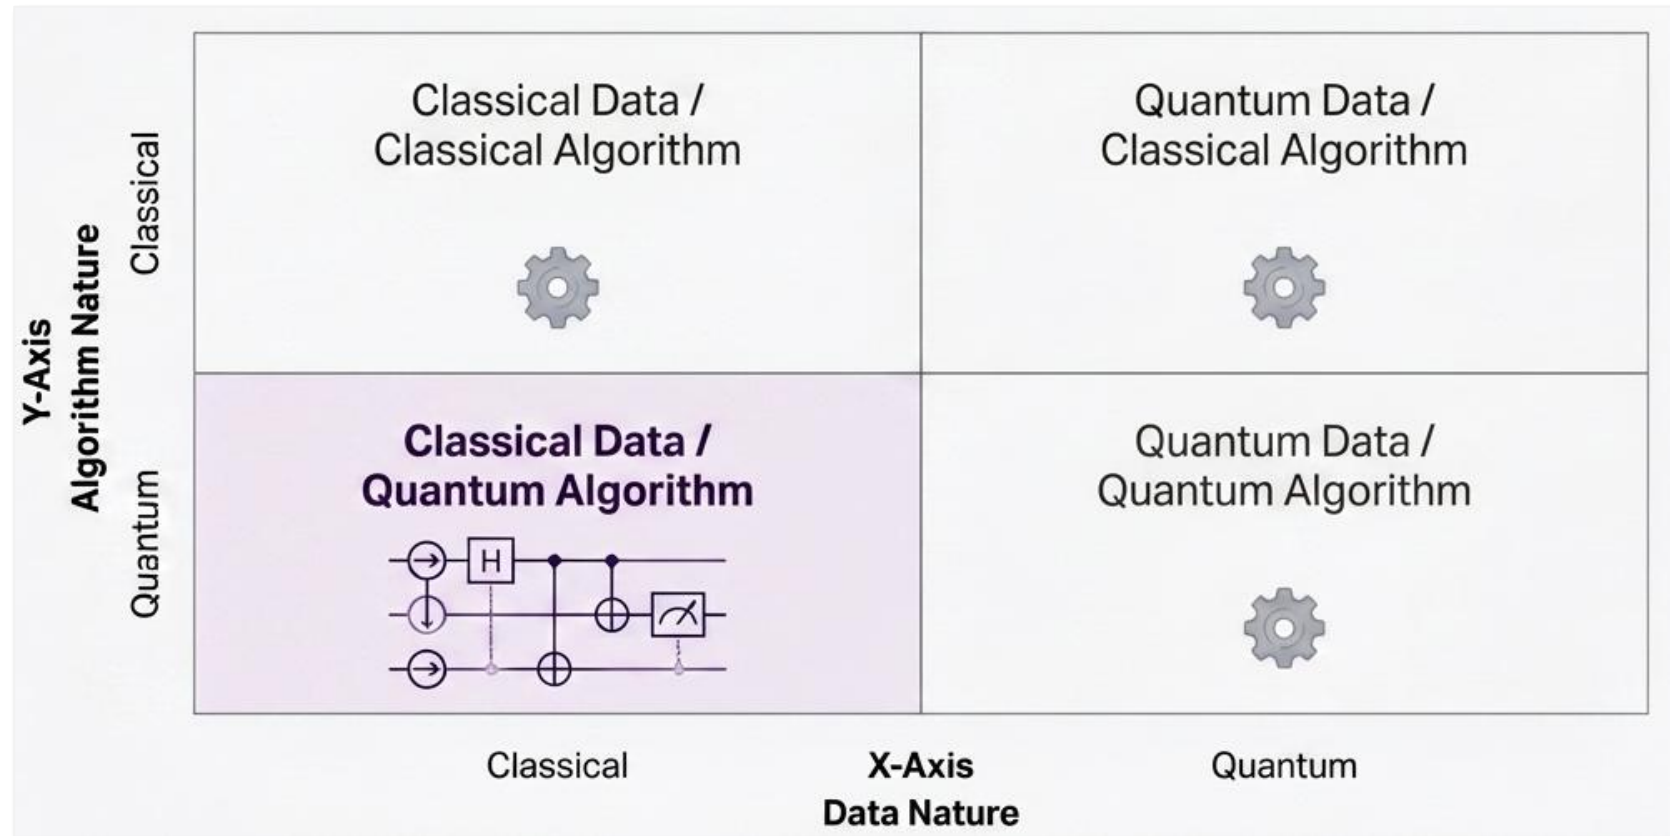 Y-Axis
Algorithm Nature
Classical
Classical Data /
Classical Algorithm
Quantum Data /
Classical Algorithm
Quantum
Classical Data /
Quantum Algorithm
H
Quantum Data /
Quantum Algorithm
Classical
X-Axis
Data Nature
Quantum